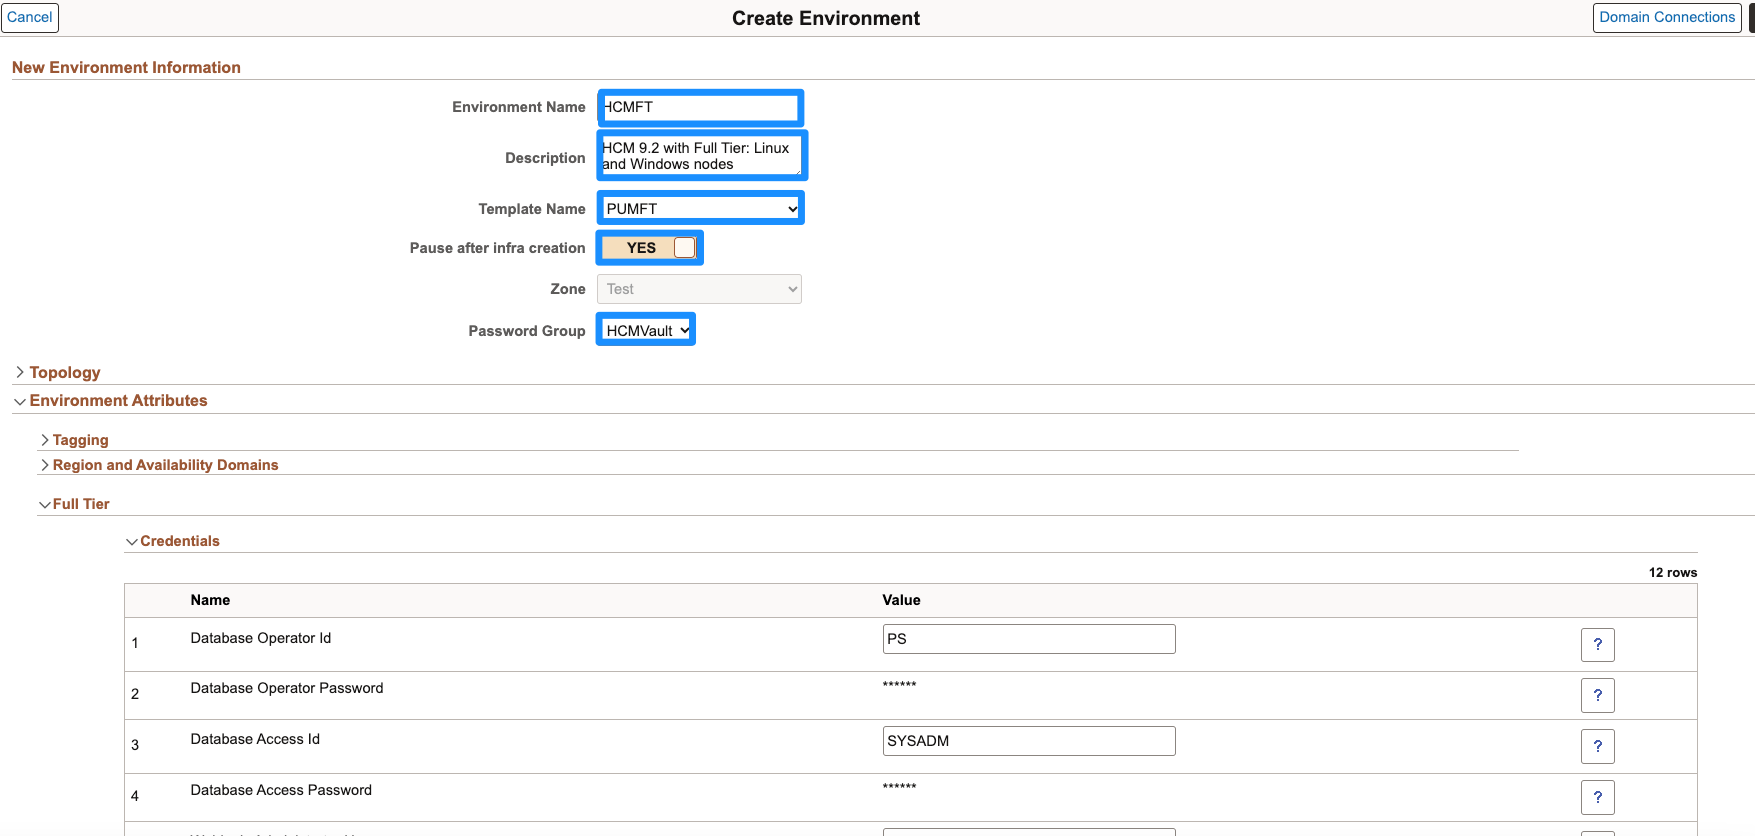 Cancel
Create Environment
Domain Connections
New Environment Information
Environment Name
HCMFT
Description
HCM 9.2 with Full Tier: Linux
and Windows nodes
Template Name
PUMFT
Pause after infra creation
YES
Zone
Test
Password Group
HCMVault
Topology
Environment Attributes
Tagging
Region and Availability Domains
Full Tier
Credentials
12 rows
Name Value
1 Database Operator Id PS ?
2 Database Operator Password ****** ?
3 Database Access Id SYSADM ?
4 Database Access Password ****** ?